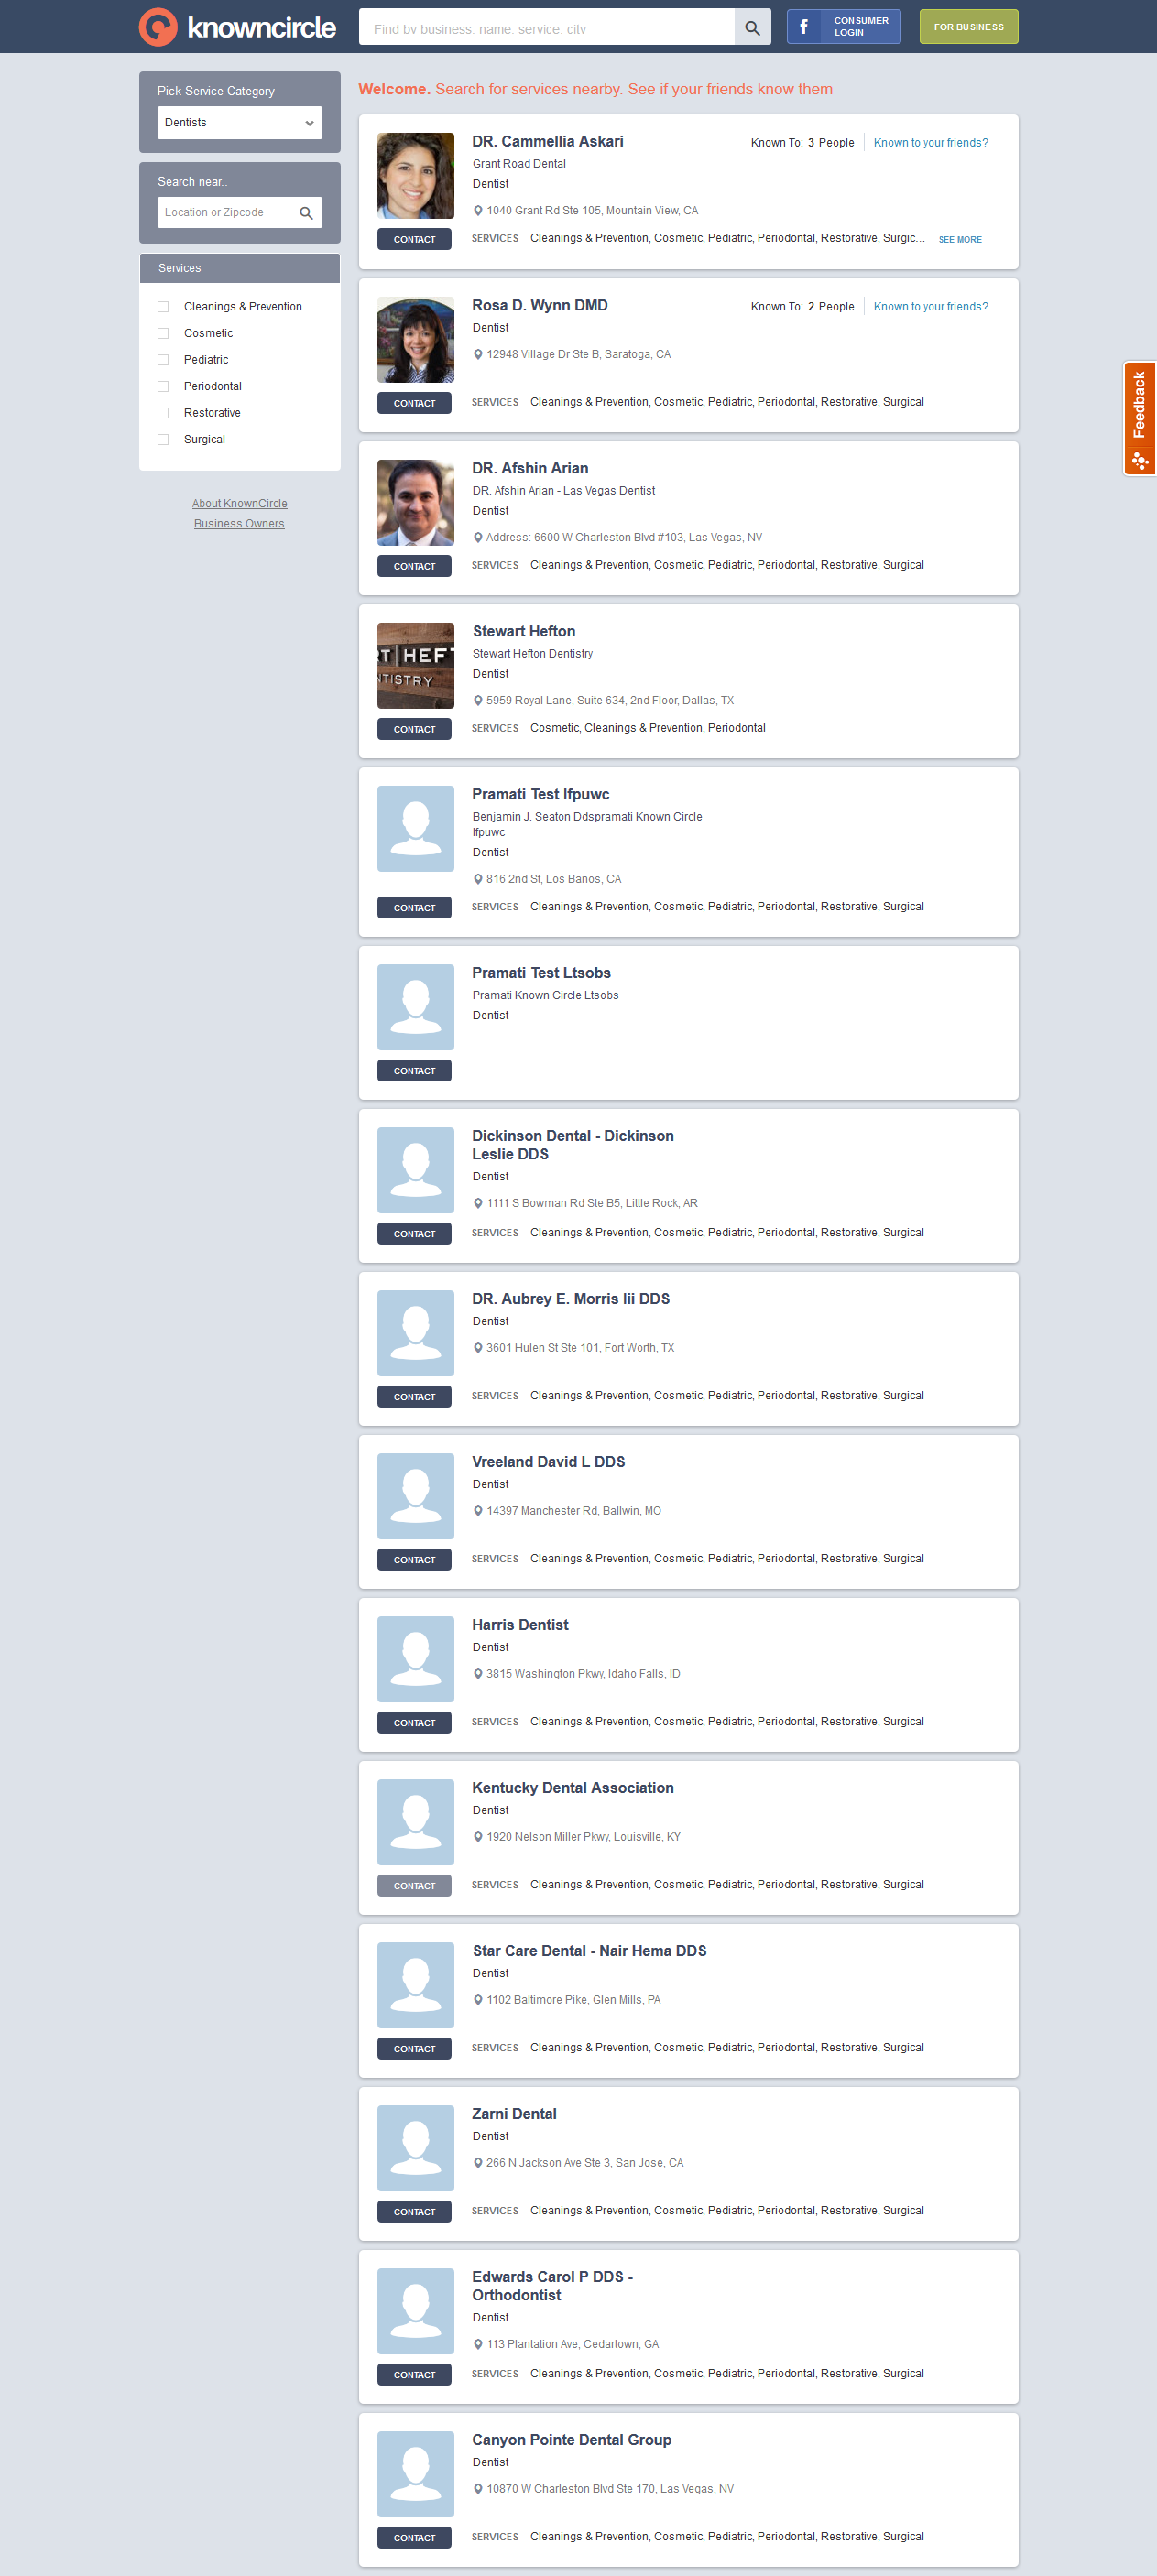 knowncircle
Find by business, name, service, city
CONSUMER
LOGIN
FOR BUSINESS
Pick Service Category
Dentists
Search near..
Location or Zipcode
Services
Cleanings & Prevention
Cosmetic
Pediatric
Periodontal
Restorative
Surgical
About KnownCircle
Business Owners
Welcome. Search for services nearby. See if your friends know them
DR. Cammellia Askari
Known To: 3 People Known to your friends?
Grant Road Dental
Dentist
1040 Grant Rd Ste 105, Mountain View, CA
CONTACT SERVICES Cleanings & Prevention, Cosmetic, Pediatric, Periodontal, Restorative, Surgic... SEE MORE
Rosa D. Wynn DMD
Known To: 2 People Known to your friends?
Dentist
12948 Village Dr Ste B, Saratoga, CA
CONTACT SERVICES Cleanings & Prevention, Cosmetic, Pediatric, Periodontal, Restorative, Surgical
Feedback
DR. Afshin Arian
DR. Afshin Arian - Las Vegas Dentist
Dentist
Address: 6600 W Charleston Blvd #103, Las Vegas, NV
CONTACT SERVICES Cleanings & Prevention, Cosmetic, Pediatric, Periodontal, Restorative, Surgical
RT HEFT
NTISTRY
Stewart Hefton
Stewart Hefton Dentistry
Dentist
5959 Royal Lane, Suite 634, 2nd Floor, Dallas, TX
CONTACT SERVICES Cosmetic, Cleanings & Prevention, Periodontal
Pramati Test Ifpuwc
Benjamin J. Seaton Ddspramati Known Circle
Ifpuwc
Dentist
816 2nd St, Los Banos, CA
CONTACT SERVICES Cleanings & Prevention, Cosmetic, Pediatric, Periodontal, Restorative, Surgical
Pramati Test Ltsobs
Pramati Known Circle Ltsobs
Dentist
CONTACT
Dickinson Dental - Dickinson
Leslie DDS
Dentist
1111 S Bowman Rd Ste B5, Little Rock, AR
CONTACT SERVICES Cleanings & Prevention, Cosmetic, Pediatric, Periodontal, Restorative, Surgical
DR. Aubrey E. Morris Iii DDS
Dentist
3601 Hulen St Ste 101, Fort Worth, TX
CONTACT SERVICES Cleanings & Prevention, Cosmetic, Pediatric, Periodontal, Restorative, Surgical
Vreeland David L DDS
Dentist
14397 Manchester Rd, Ballwin, MO
CONTACT SERVICES Cleanings & Prevention, Cosmetic, Pediatric, Periodontal, Restorative, Surgical
Harris Dentist
Dentist
3815 Washington Pkwy, Idaho Falls, ID
CONTACT SERVICES Cleanings & Prevention, Cosmetic, Pediatric, Periodontal, Restorative, Surgical
Kentucky Dental Association
Dentist
1920 Nelson Miller Pkwy, Louisville, KY
CONTACT SERVICES Cleanings & Prevention, Cosmetic, Pediatric, Periodontal, Restorative, Surgical
Star Care Dental - Nair Hema DDS
Dentist
1102 Baltimore Pike, Glen Mills, PA
CONTACT SERVICES Cleanings & Prevention, Cosmetic, Pediatric, Periodontal, Restorative, Surgical
Zarni Dental
Dentist
266 N Jackson Ave Ste 3, San Jose, CA
CONTACT SERVICES Cleanings & Prevention, Cosmetic, Pediatric, Periodontal, Restorative, Surgical
Edwards Carol P DDS -
Orthodontist
Dentist
113 Plantation Ave, Cedartown, GA
CONTACT SERVICES Cleanings & Prevention, Cosmetic, Pediatric, Periodontal, Restorative, Surgical
Canyon Pointe Dental Group
Dentist
10870 W Charleston Blvd Ste 170, Las Vegas, NV
CONTACT SERVICES Cleanings & Prevention, Cosmetic, Pediatric, Periodontal, Restorative, Surgical